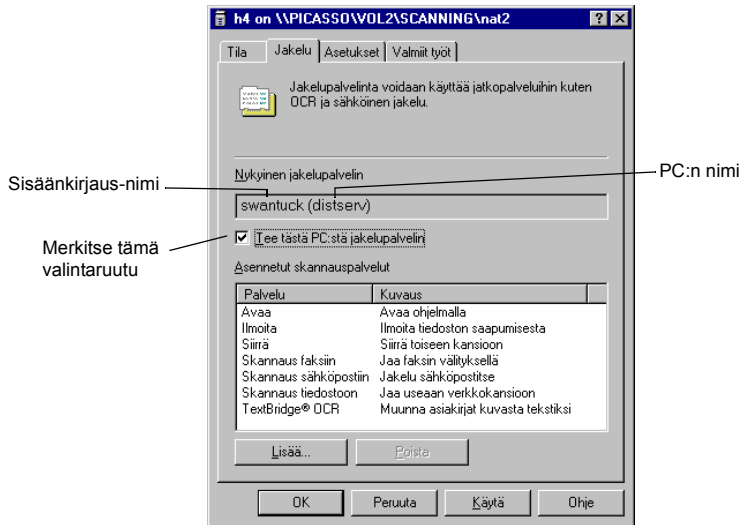 h4 on \\PICASSO\VOL2\SCANNING\nat2
Tila Jakelu Asetukset Valmiit työt
Jakelupalvelinta voidaan käyttää jatkopalveluihin kuten
OCR ja sähköinen jakelu.
Nykyinen jakelupalvelin
PC:n nimi
Sisäänkirjaus-nimi
swantuck (distserv)
Merkitse tämä
valintaruutu
Tee tästä PC:stä jakelupalvelin
Asennetut skannauspalvelut
Palvelu Kuvaus
Avaa Avaa ohjelmalla
Ilmoita Ilmoita tiedoston saapumisesta
Siirrä Siirrä toiseen kansioon
Skannaus faksiin Jaa faksin välityksellä
Skannaus sähköpostiin Jakelu sähköpostitse
Skannaus tiedostoon Jaa useaan verkkokansioon
TextBridge® OCR Muunna asiakirjat kuvasta tekstiksi
Lisää... Poista
OK Peruuta Käytä Ohje